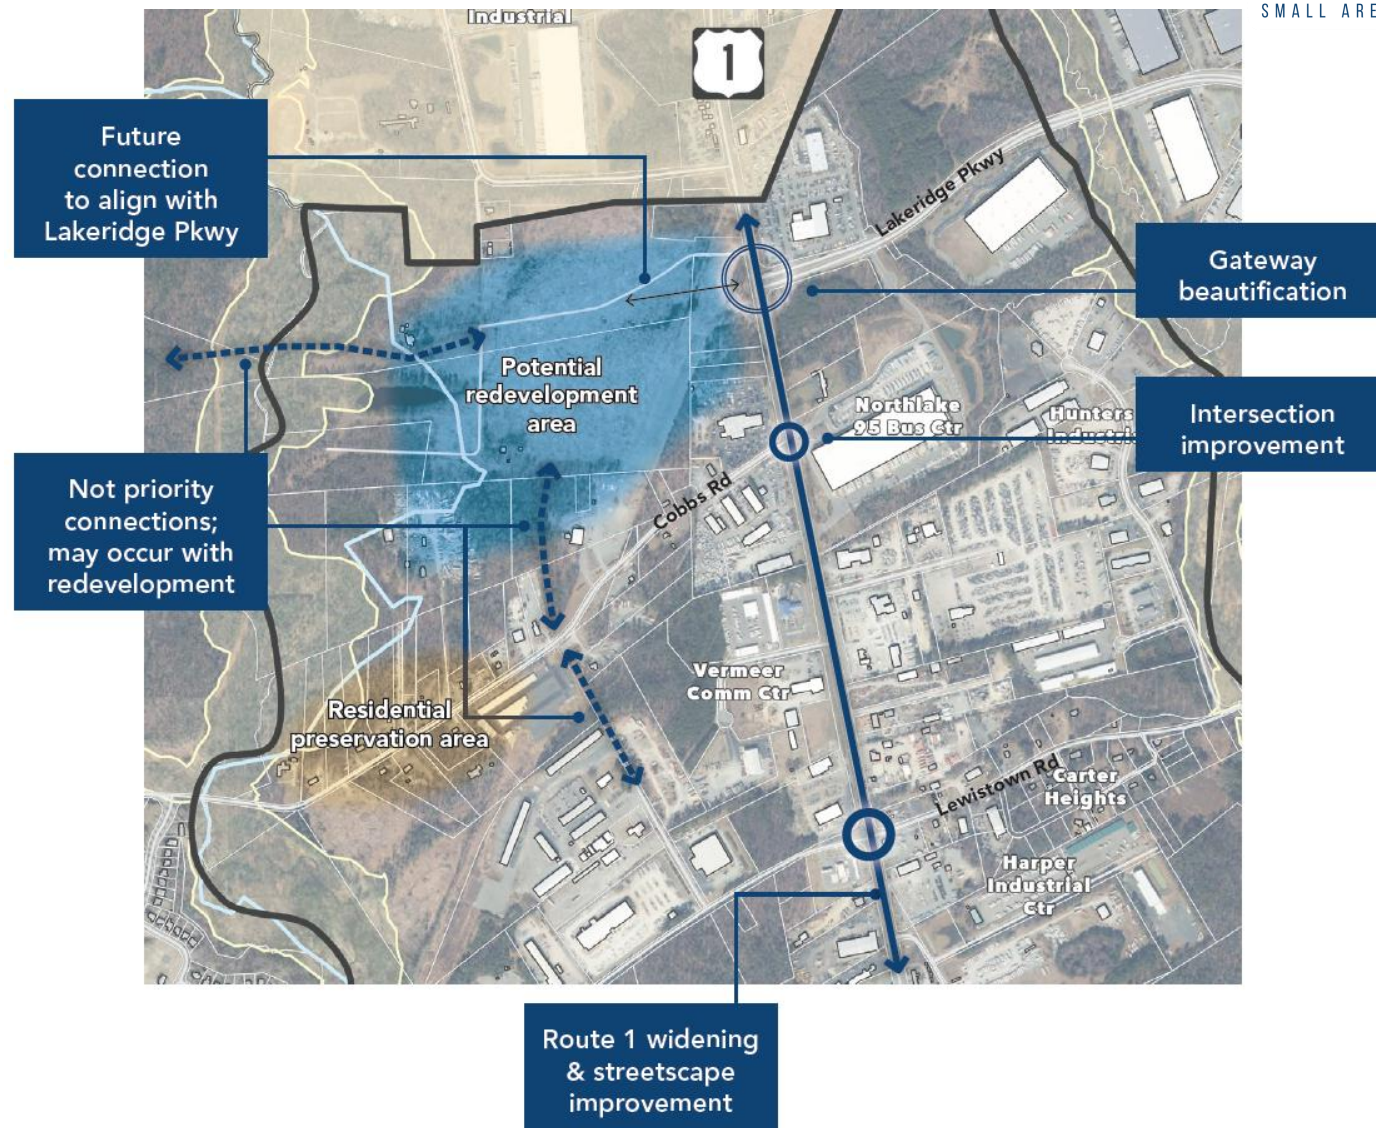 SMALL ARE
Industrial
1
Future
connection
to align with
Lakeridge Pkwy
Lakeridge Pkwy
Gateway
beautification
Potential
redevelopment
area
Northlake
95 Bus Ctr
Hunters
Industri
Intersection
improvement
Not priority
connections;
may occur with
redevelopment
Cobbs Rd
Vermeer
Comm Ctr
Residential
preservation area
Lewistown Rd
Carter
Heights
Harper
Industrial
Ctr
Route 1 widening
& streetscape
improvement